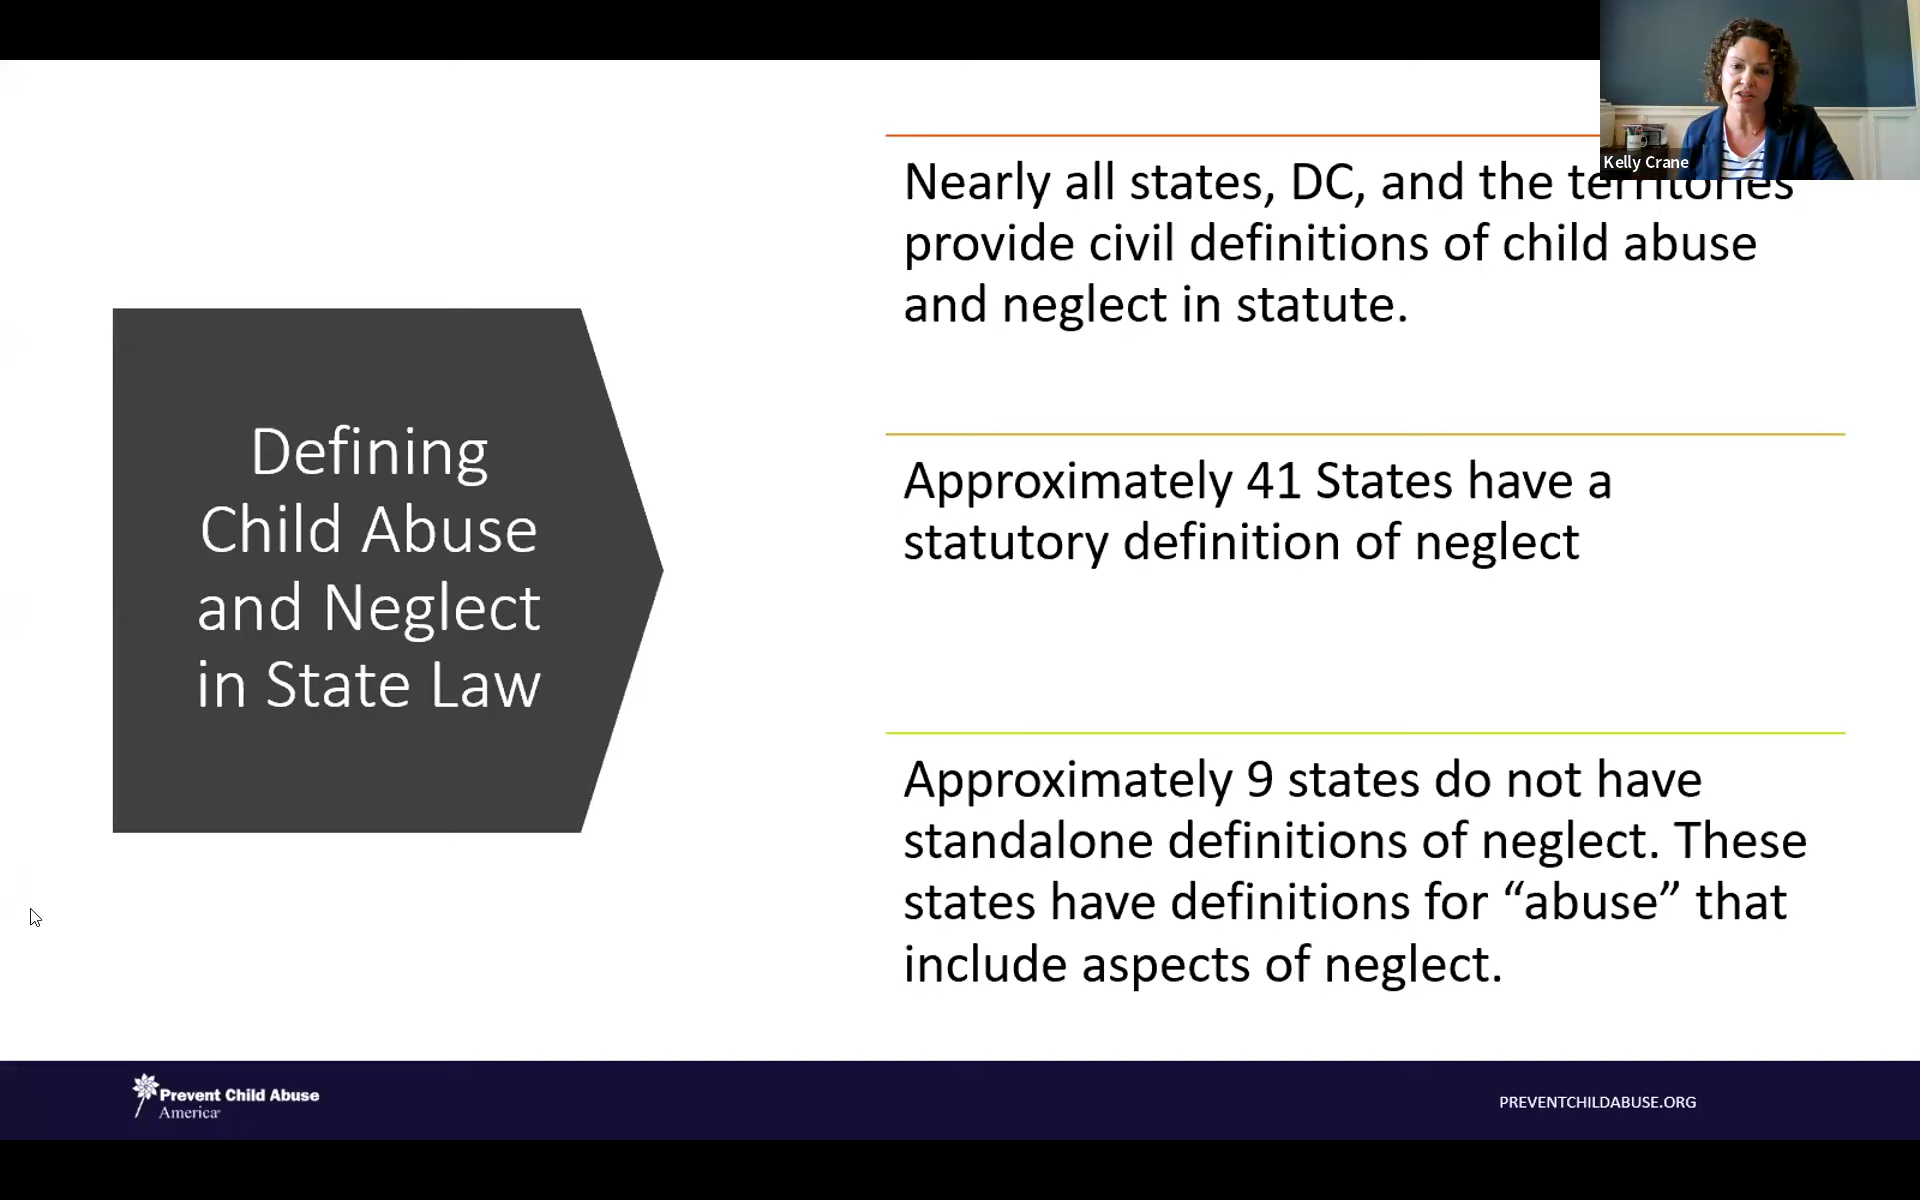 Kelly Crane
Nearly all states, DC, and the territories
provide civil definitions of child abuse
and neglect in statute.
Defining
Child Abuse
and Neglect
in State Law
Approximately 41 States have a
statutory definition of neglect
Approximately 9 states do not have
standalone definitions of neglect. These
states have definitions for “abuse” that
include aspects of neglect.
Prevent Child Abuse
America
PREVENTCHILDABUSE.ORG